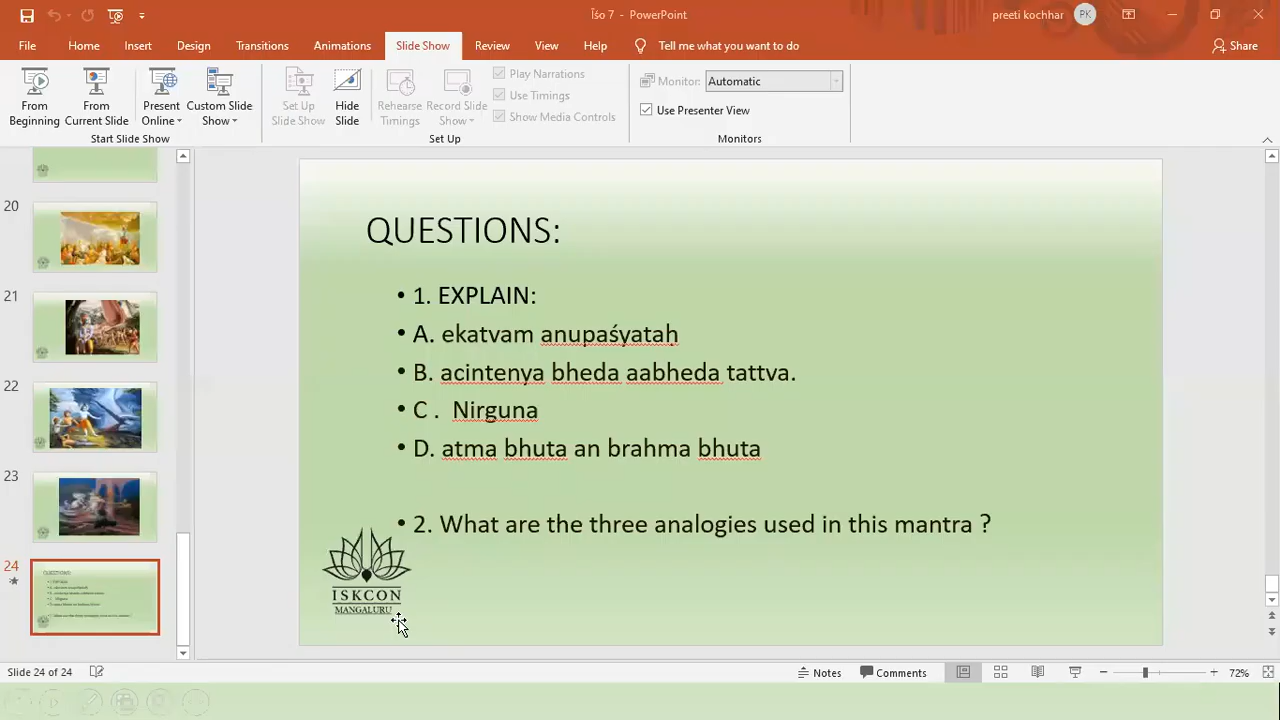 Īśo 7 - PowerPoint
preeti kochhar PK
File Home Insert Design Transitions Animations Slide Show Review View Help Tell me what you want to do Share
From Beginning
From Current Slide
Present Online
Custom Slide Show
Start Slide Show
Set Up Slide Show
Hide Slide
Rehearse Timings
Record Slide Show
Play Narrations
Use Timings
Show Media Controls
Set Up
Monitor: Automatic
Use Presenter View
Monitors
20
21
22
23
24
QUESTIONS:
• 1. EXPLAIN:
• A. ekatvam anupaśyataḥ
• B. acintenya bheda aabheda tattva.
• C . Nirguna
• D. atma bhuta an brahma bhuta
• 2. What are the three analogies used in this mantra ?
ISKCON
MANGALURU
Slide 24 of 24
Notes Comments 72%